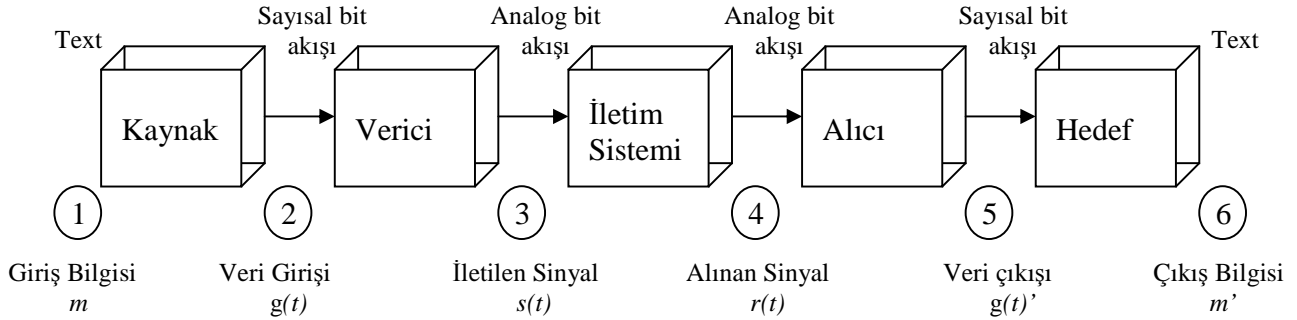 Text
Sayısal bit
akışı
Analog bit
akışı
Analog bit
akışı
Sayısal bit
akışı
Text
Kaynak
Verici
İletim
Sistemi
Alıcı
Hedef
1
2
3
4
5
6
Giriş Bilgisi
m
Veri Girişi
g(t)
İletilen Sinyal
s(t)
Alınan Sinyal
r(t)
Veri çıkışı
g(t)’
Çıkış Bilgisi
m’